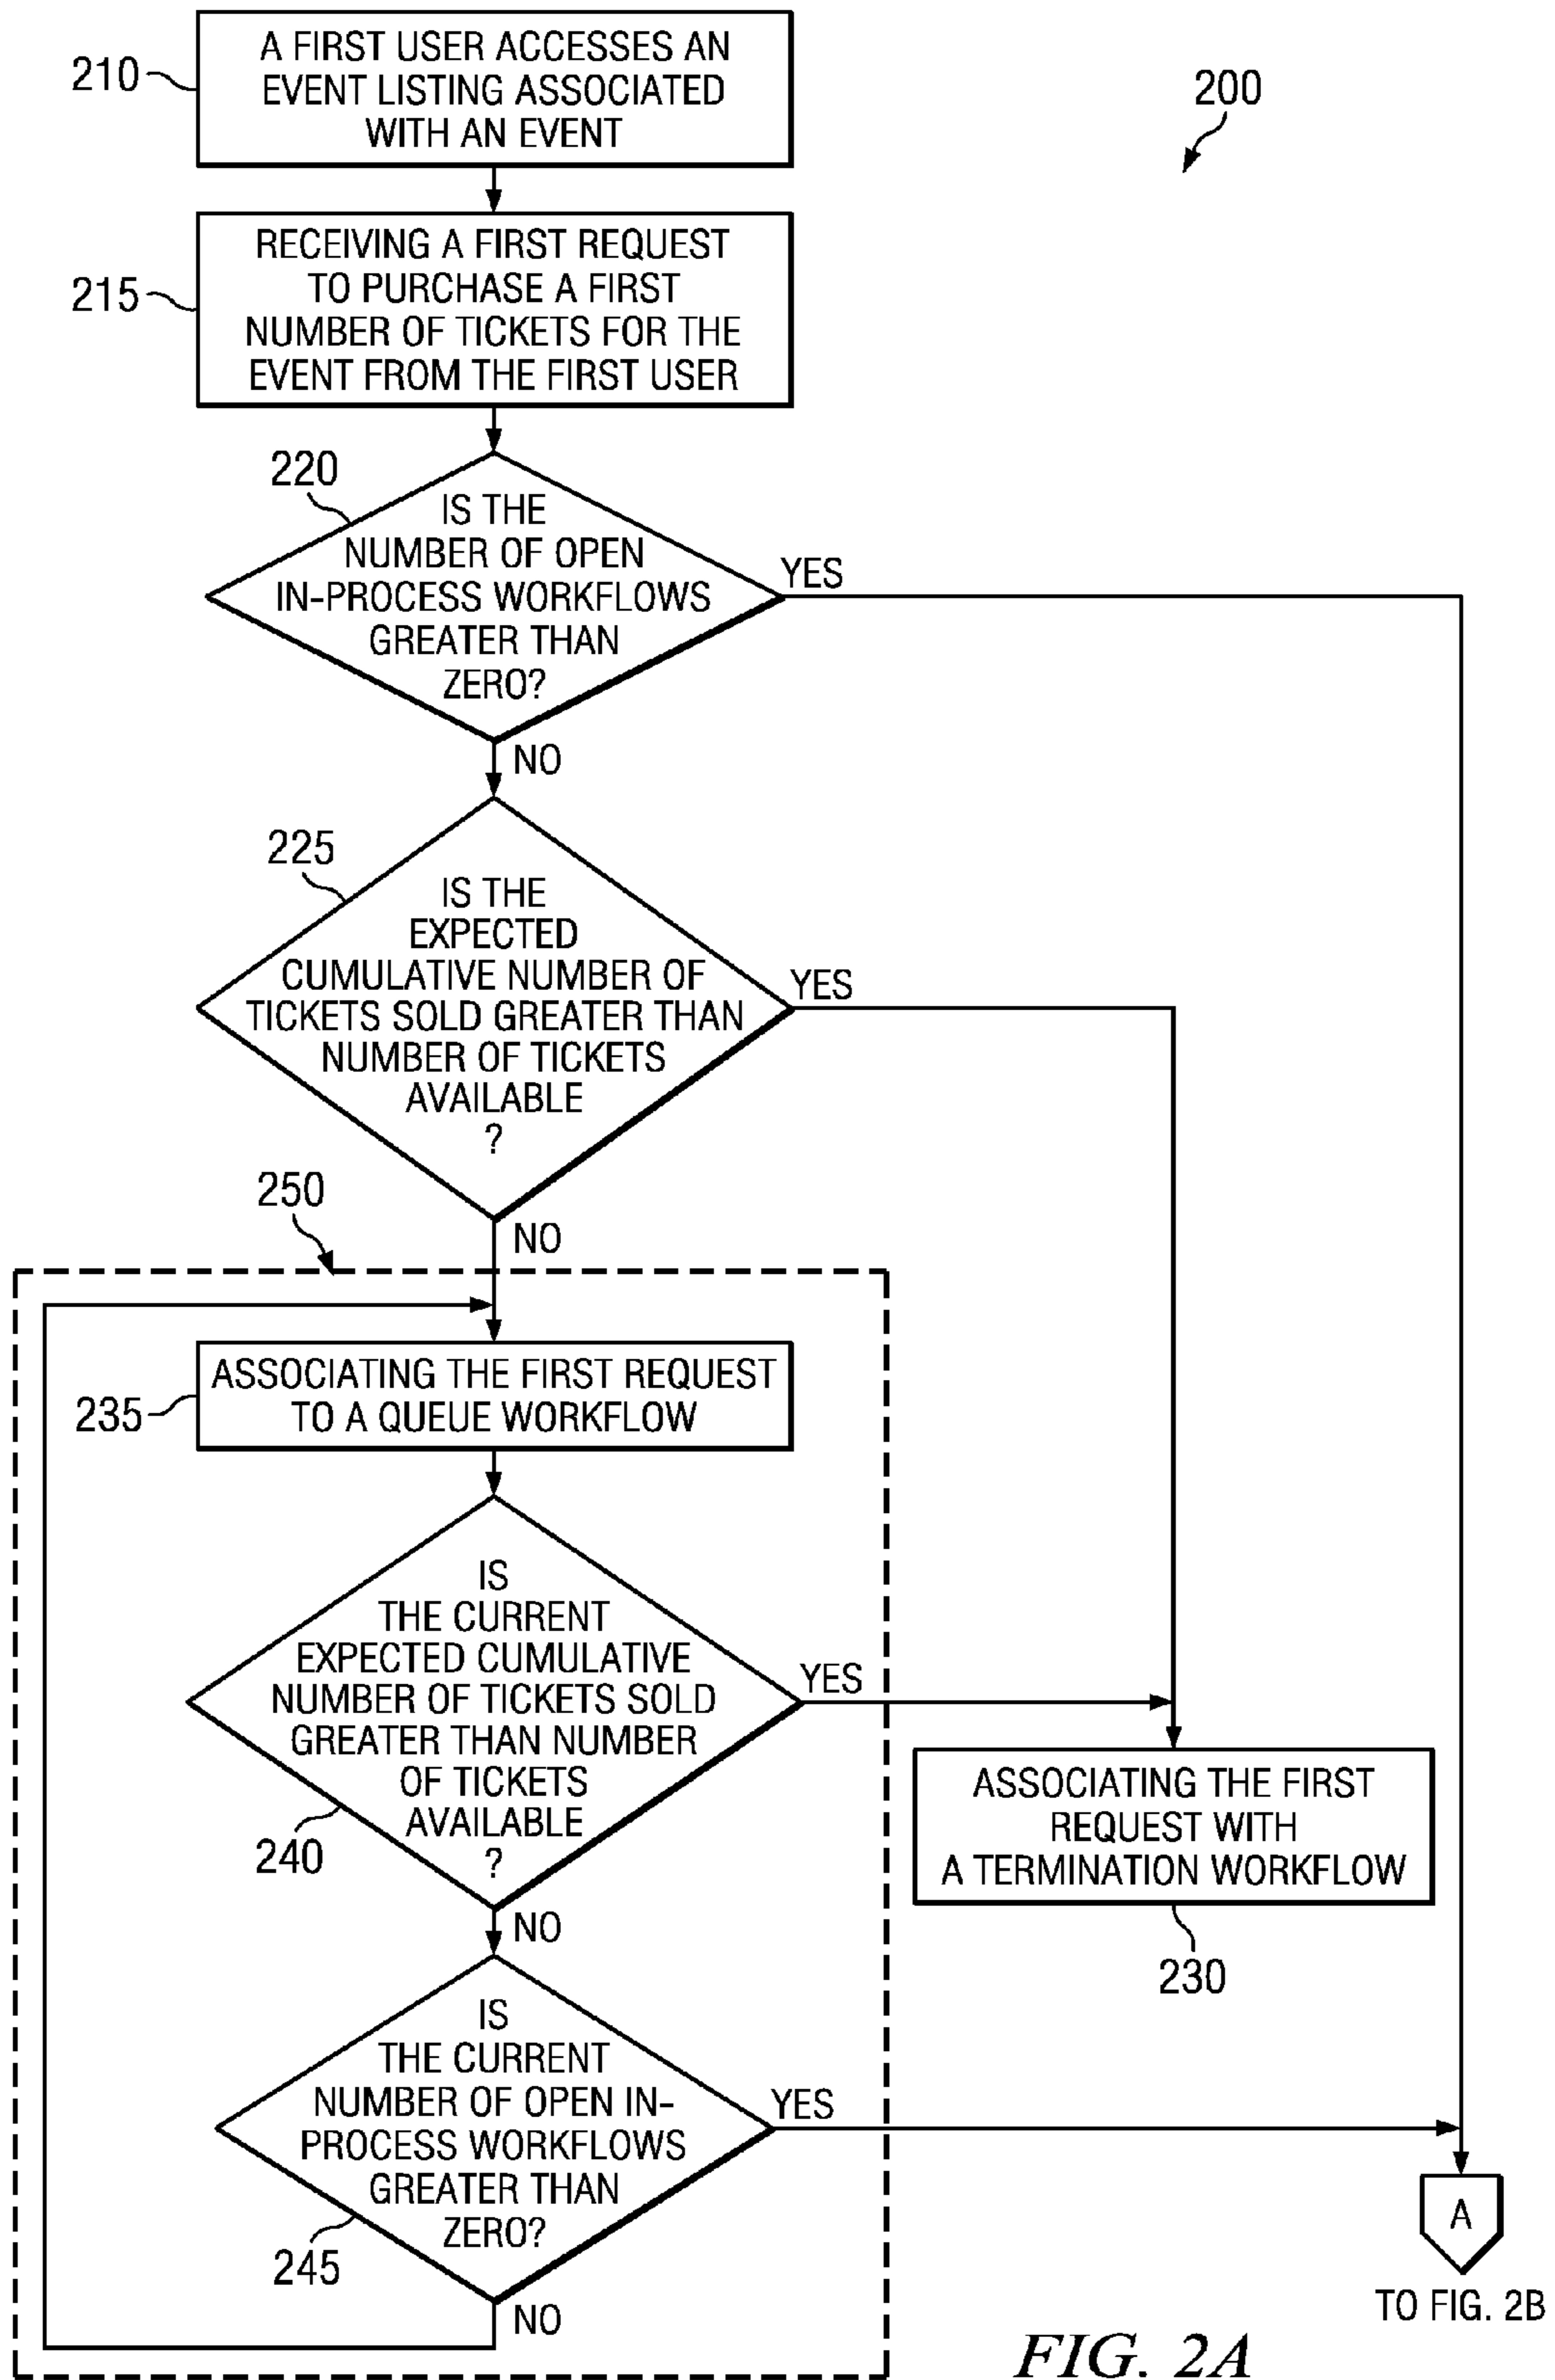 210
A FIRST USER ACCESSES AN
EVENT LISTING ASSOCIATED
WITH AN EVENT
200
215
RECEIVING A FIRST REQUEST
TO PURCHASE A FIRST
NUMBER OF TICKETS FOR THE
EVENT FROM THE FIRST USER
220
IS THE
NUMBER OF OPEN
IN-PROCESS WORKFLOWS
GREATER THAN
ZERO?
YES
NO
225
IS THE
EXPECTED
CUMULATIVE NUMBER OF
TICKETS SOLD GREATER THAN
NUMBER OF TICKETS
AVAILABLE
?
YES
NO
250
235
ASSOCIATING THE FIRST REQUEST
TO A QUEUE WORKFLOW
IS
THE CURRENT
EXPECTED CUMULATIVE
NUMBER OF TICKETS SOLD
GREATER THAN NUMBER
OF TICKETS
AVAILABLE
?
YES
240
NO
ASSOCIATING THE FIRST
REQUEST WITH
A TERMINATION WORKFLOW
230
IS
THE CURRENT
NUMBER OF OPEN IN-
PROCESS WORKFLOWS
GREATER THAN
ZERO?
YES
245
NO
A
TO FIG. 2B
FIG. 2A